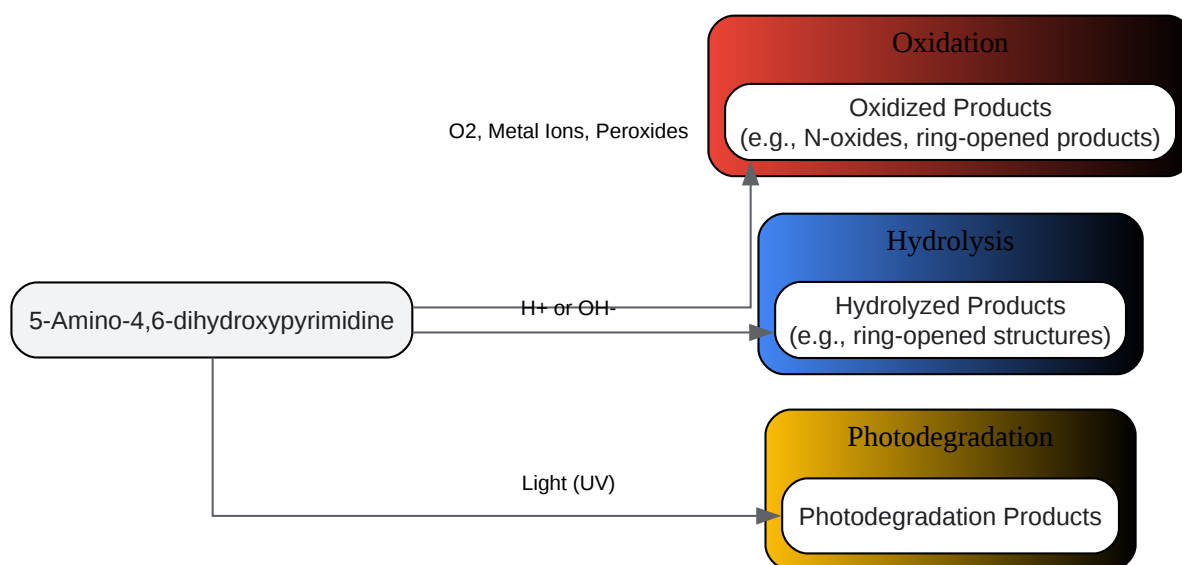 Oxidation
Oxidized Products
(e.g., N-oxides, ring-opened products)
O2, Metal Ions, Peroxides
Hydrolysis
5-Amino-4,6-dihydroxypyrimidine
H+ or OH-
Hydrolyzed Products
(e.g., ring-opened structures)
Photodegradation
Light (UV)
Photodegradation Products